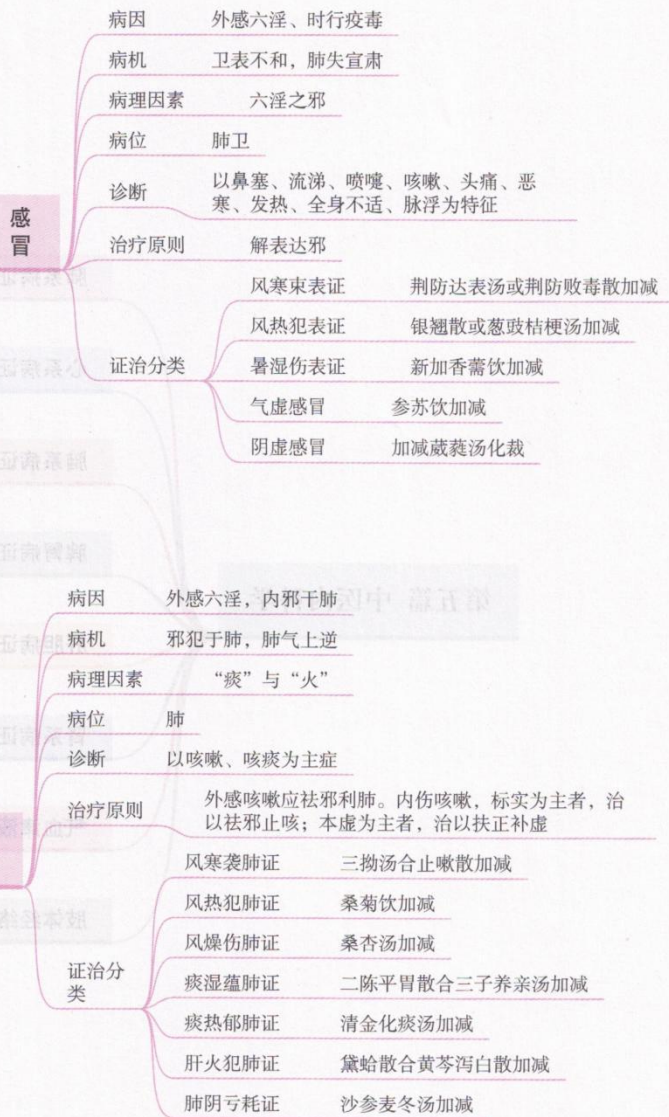 感
冒
病因 外感六淫、时行疫毒
病机 卫表不和，肺失宣肃
病理因素 六淫之邪
病位 肺卫
诊断 以鼻塞、流涕、喷嚏、咳嗽、头痛、恶
寒、发热、全身不适、脉浮为特征
治疗原则 解表达邪
证治分类
风寒束表证 荆防达表汤或荆防败毒散加减
风热犯表证 银翘散或葱豉桔梗汤加减
暑湿伤表证 新加香薷饮加减
气虚感冒 参苏饮加减
阴虚感冒 加减葳蕤汤化裁
病因 外感六淫，内邪干肺
病机 邪犯于肺，肺气上逆
病理因素 “痰”与“火”
病位 肺
诊断 以咳嗽、咳痰为主症
治疗原则 外感咳嗽应祛邪利肺。内伤咳嗽，标实为主者，治
以祛邪止咳；本虚为主者，治以扶正补虚
证治分
类
风寒袭肺证 三拗汤合止嗽散加减
风热犯肺证 桑菊饮加减
风燥伤肺证 桑杏汤加减
痰湿蕴肺证 二陈平胃散合三子养亲汤加减
痰热郁肺证 清金化痰汤加减
肝火犯肺证 黛蛤散合黄芩泻白散加减
肺阴亏耗证 沙参麦冬汤加减